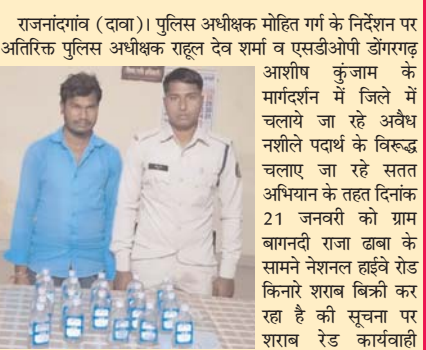 राजनांदगांव (दावा)। पुलिस अधीक्षक मोहित गर्ग के निर्देशन पर
अतिरिक्त पुलिस अधीक्षक राहूल देव शर्मा व एसडीओपी डोंगरगढ़
आशीष कुंजाम के
मार्गदर्शन में जिले में
चलाये जा रहे अवैध
नशीले पदार्थ के विरूद्ध
चलाए जा रहे सतत
अभियान के तहत दिनांक
21 जनवरी को ग्राम
बागनदी राजा ढाबा के
सामने नेशनल हाईवे रोड
किनारे शराब बिक्री कर
रहा है की सूचना पर
शराब रेड कार्यवाही